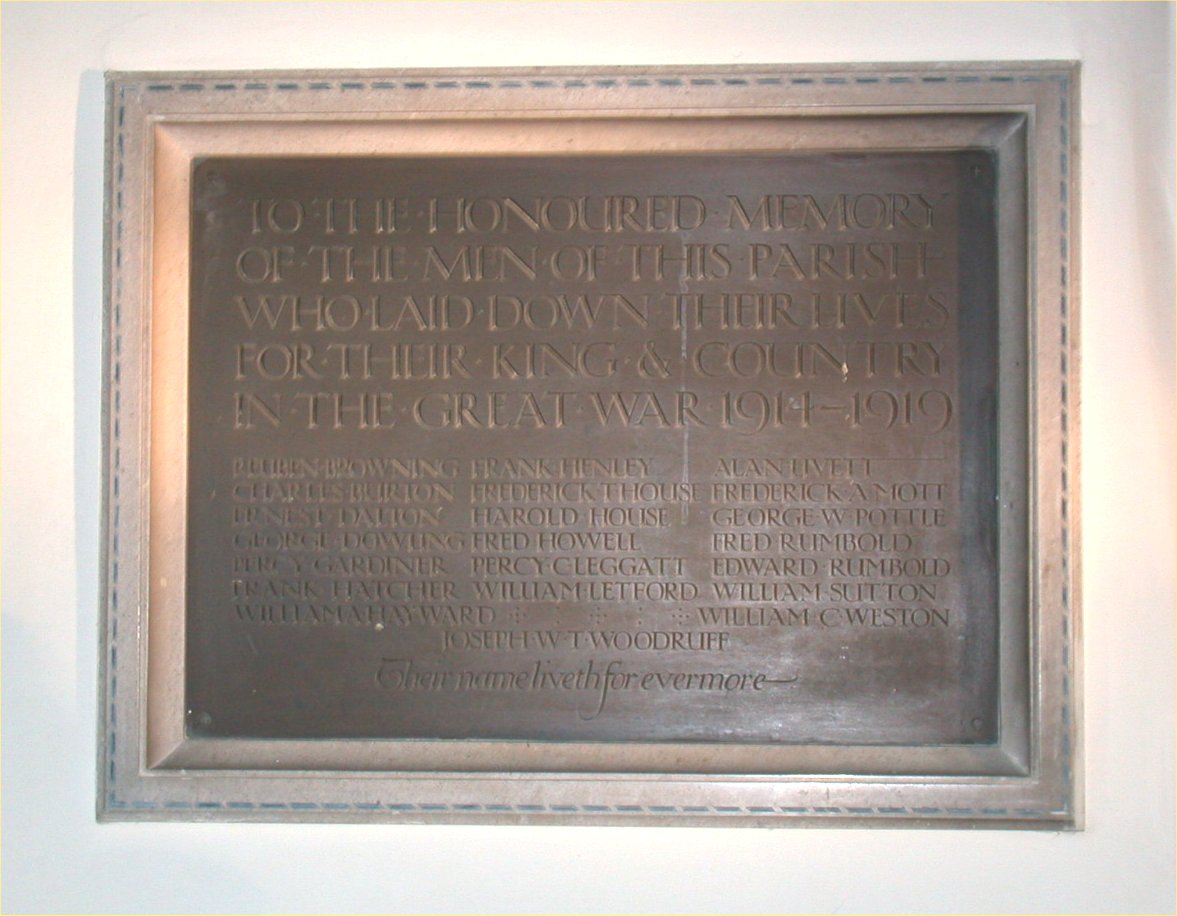 TO·THE·HONOURED·MEMORY
OF·THE·MEN·OF·THIS·PARISH
WHO·LAID·DOWN·THEIR·LIVES
FOR·THEIR·KING·&·COUNTRY
IN·THE·GREAT·WAR·1914–1919
REUBEN·BROWNING FRANK·HENLEY ALAN·LIVETT
CHARLES·BURTON FREDERICK·T·HOUSE FREDERICK·A·MOTT
ERNEST·DALTON HAROLD·HOUSE GEORGE·W·POTTLE
GEORGE·DOWLING FRED·HOWELL FRED·RUMBOLD
PERCY·GARDINER PERCY·C·LEGGATT EDWARD·RUMBOLD
FRANK·HATCHER WILLIAM·LETFORD WILLIAM·SUTTON
WILLIAM·A·HAYWARD WILLIAM·C·WESTON
JOSEPH·W·T·WOODRUFF
Their name liveth for evermore